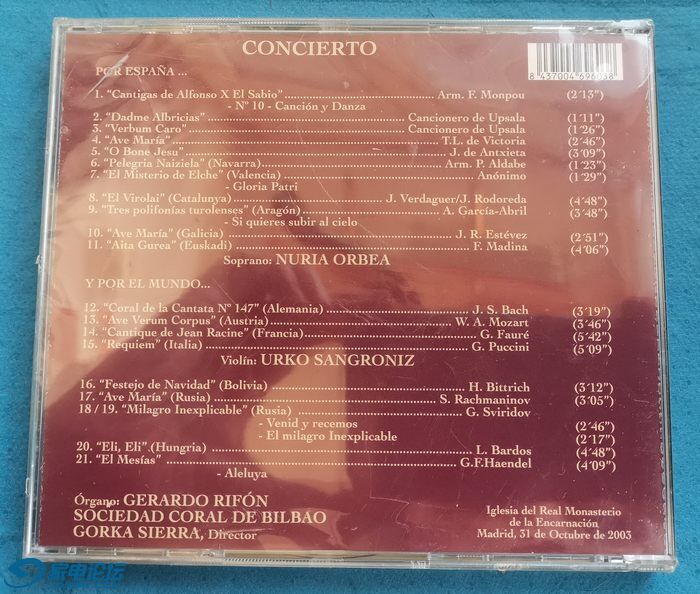 CONCIERTO
POR ESPAÑA ...
1. “Cantigas de Alfonso X El Sabio” ... Arm. F. Monpou (2´13”)
- Nº 10 - Canción y Danza
2. “Dadme Albricias” ... Cancionero de Upsala (1´11”)
3. “Verbum Caro” ... Cancionero de Upsala (1´26”)
4. “Ave María” ... T.L. de Victoria (2´46”)
5. “O Bone Jesu” ... J. de Antxieta (3´09”)
6. “Pelegria Naiziela” (Navarra) ... Arm. P. Aldabe (1´23”)
7. “El Misterio de Elche” (Valencia) ... Anónimo (1´29”)
- Gloria Patri
8. “El Virolai” (Catalunya) ... J. Verdaguer/J. Rodoreda (4´48”)
9. “Tres polifonías turolenses” (Aragón) ... A. García-Abril (3´48”)
- Si quieres subir al cielo
10. “Ave María” (Galicia) ... J. R. Estévez (2´51”)
11. “Aita Gurea” (Euskadi) ... F. Madina (4´06”)
Soprano: NURIA ORBEA
Y POR EL MUNDO...
12. “Coral de la Cantata Nº 147” (Alemania) ... J. S. Bach (3´19”)
13. “Ave Verum Corpus” (Austria) ... W. A. Mozart (3´46”)
14. “Cantique de Jean Racine” (Francia) ... G. Fauré (5´42”)
15. “Requiem” (Italia) ... G. Puccini (5´09”)
Violín: URKO SANGRONIZ
16. “Festejo de Navidad” (Bolivia) ... H. Bittrich (3´12”)
17. “Ave María” (Rusia) ... S. Rachmaninov (3´05”)
18 / 19. “Milagro Inexplicable” (Rusia) ... G. Sviridov
- Venid y recemos (2´46”)
- El milagro Inexplicable (2´17”)
20. “Eli, Eli” (Hungria) ... L. Bardos (4´48”)
21. “El Mesías” ... G.F.Haendel (4´09”)
- Aleluya
Órgano: GERARDO RIFÓN
SOCIEDAD CORAL DE BILBAO
GORKA SIERRA, Director
Iglesia del Real Monasterio
de la Encarnación
Madrid, 31 de Octubre de 2003
家电论坛